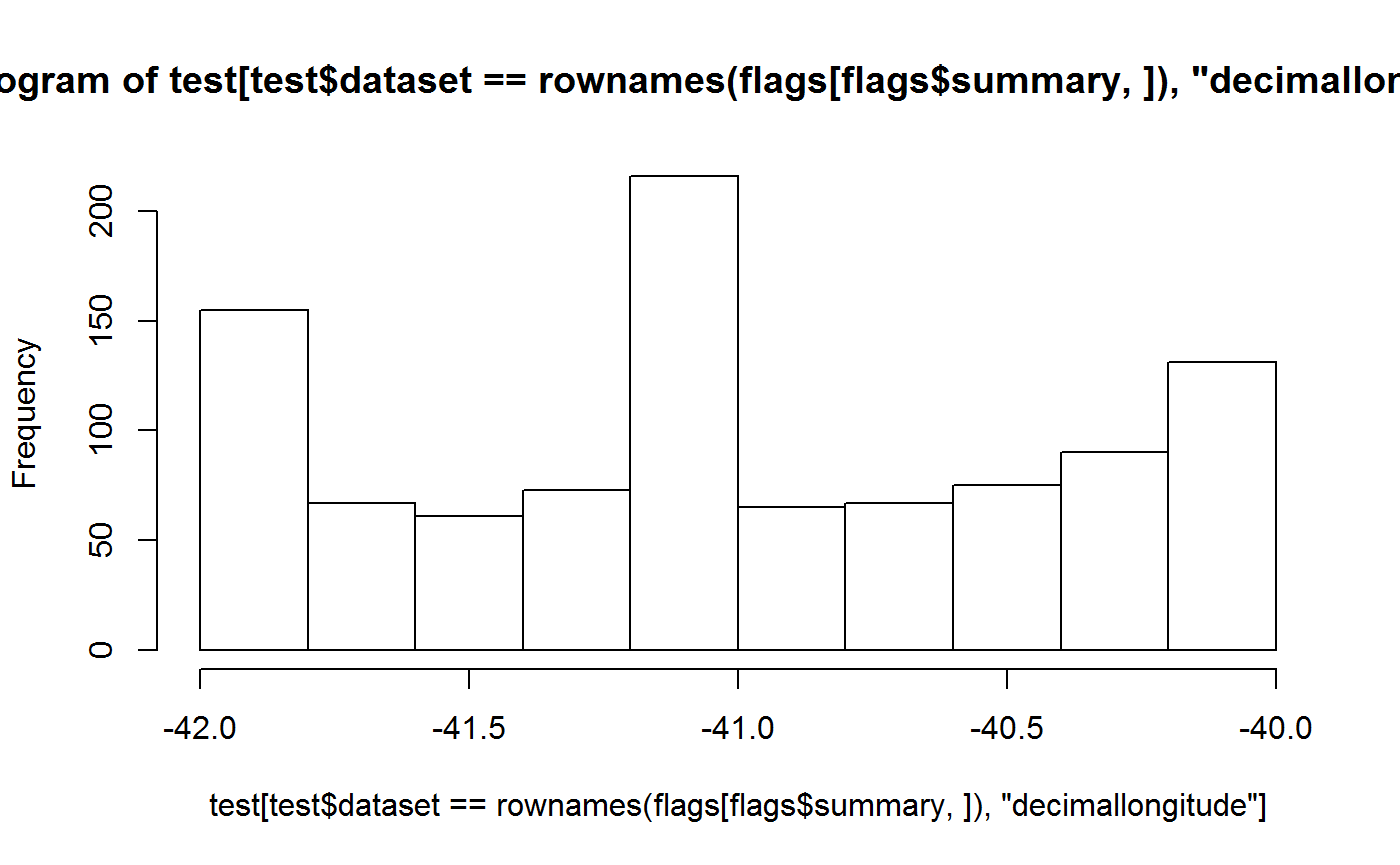 ogram of test[test$dataset == rownames(flags[flags$summary, ]), "decimallon
Frequency
200
150
100
50
0
-42.0 -41.5 -41.0 -40.5 -40.0
test[test$dataset == rownames(flags[flags$summary, ]), "decimallongitude"]